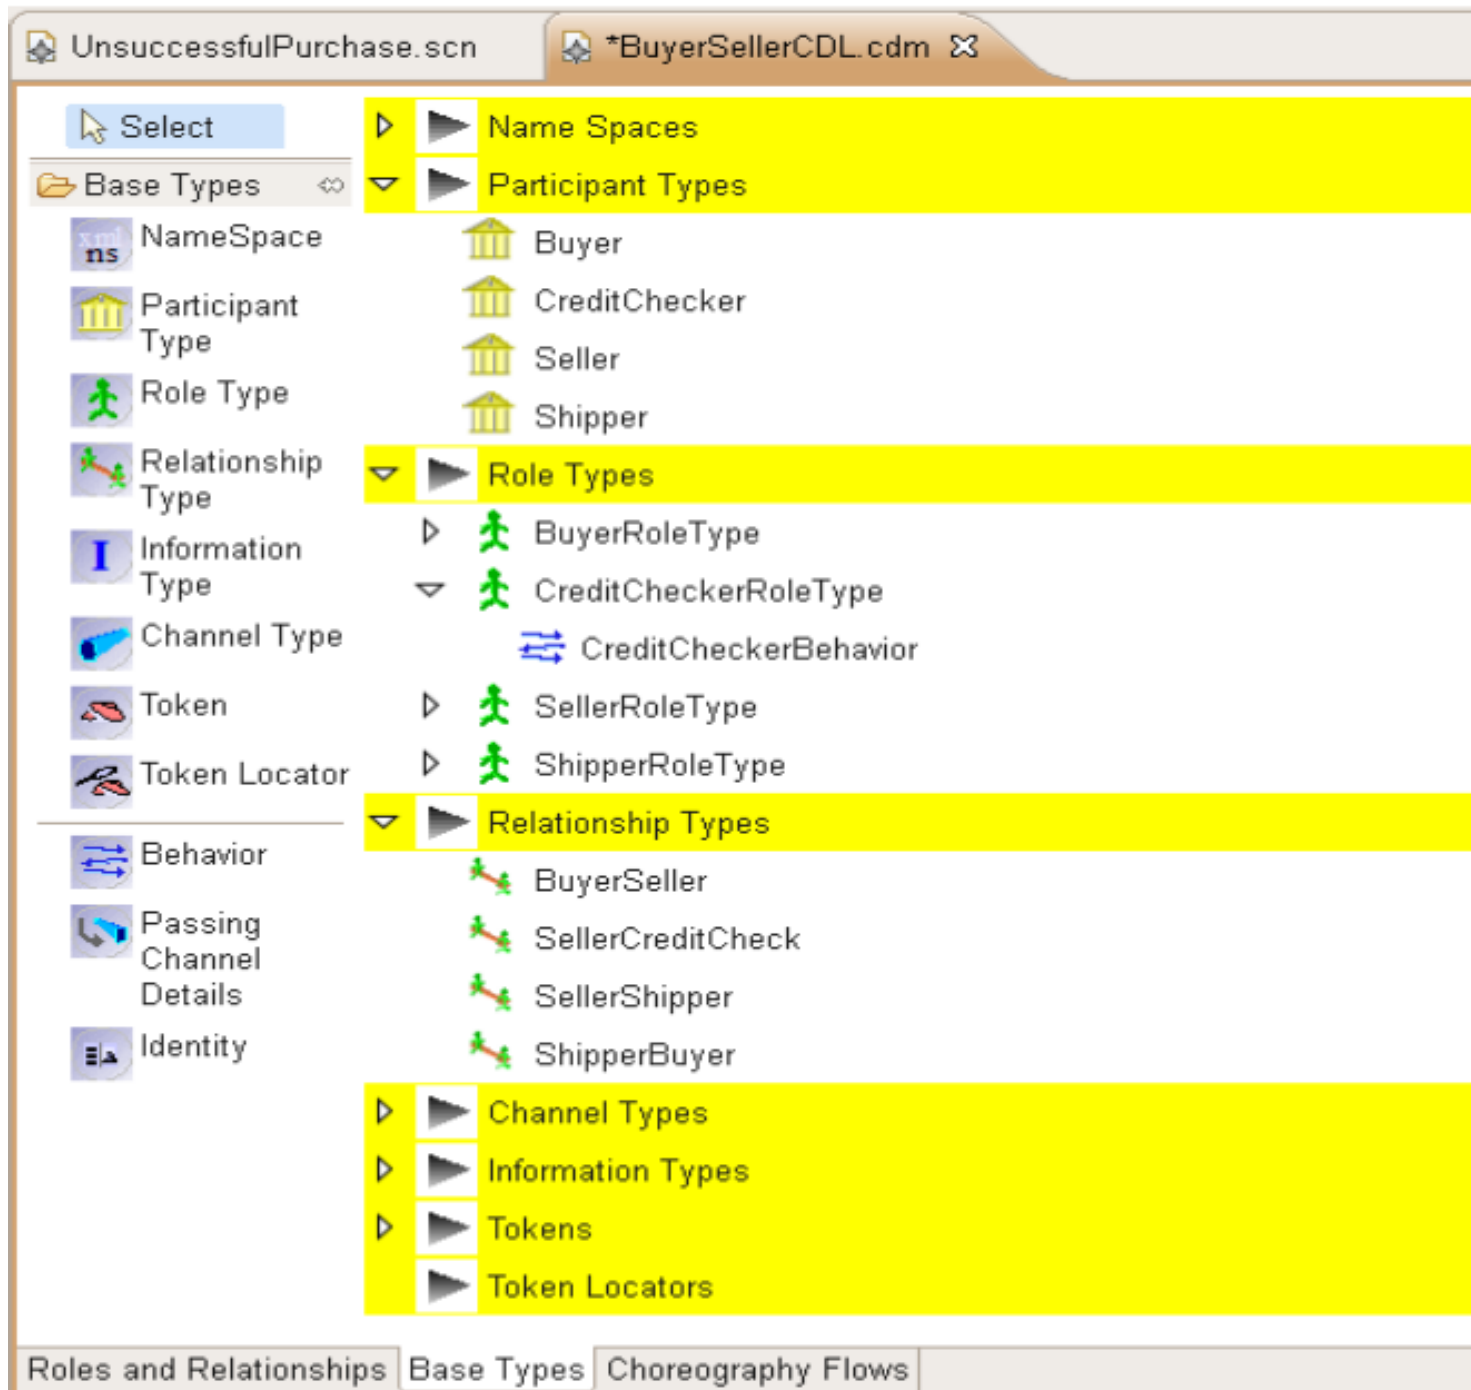 UnsuccessfulPurchase.scn
*BuyerSellerCDL.cdm
Select
Base Types
xml
ns
NameSpace
Participant
Type
Role Type
Relationship
Type
I
Information
Type
Channel Type
Token
Token Locator
Behavior
Passing
Channel
Details
Identity
Name Spaces
Participant Types
Buyer
CreditChecker
Seller
Shipper
Role Types
BuyerRoleType
CreditCheckerRoleType
CreditCheckerBehavior
SellerRoleType
ShipperRoleType
Relationship Types
BuyerSeller
SellerCreditCheck
SellerShipper
ShipperBuyer
Channel Types
Information Types
Tokens
Token Locators
Roles and Relationships
Base Types
Choreography Flows